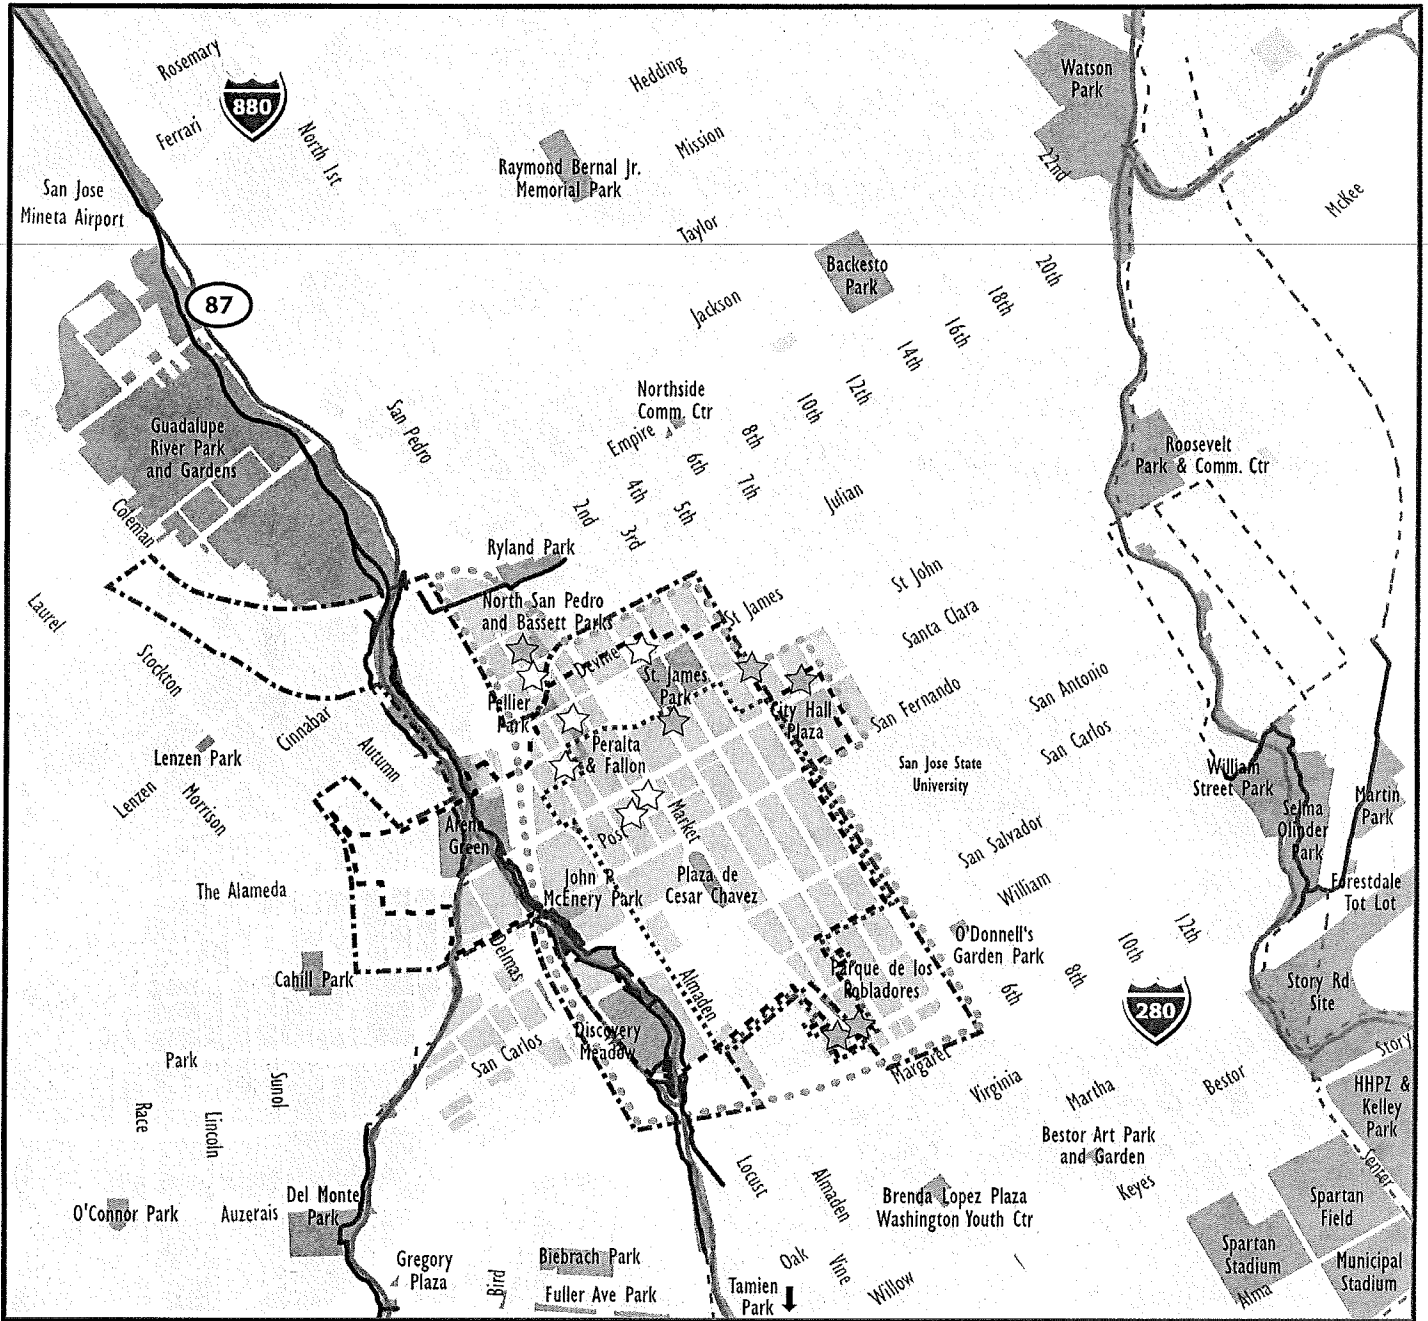 Rosemary
Hedding
Watson
Park
880
Ferrari
North 1st
Mission
Raymond Bernal Jr.
Memorial Park
22nd
McKee
San Jose
Mineta Airport
Taylor
Backesto
Park
20th
87
Jackson
18th
16th
14th
Northside
Comm. Ctr
12th
10th
San Pedro
Empire
8th
Guadalupe
River Park
and Gardens
Roosevelt
Park & Comm. Ctr
6th
7th
4th
5th
Julian
2nd
3rd
Coleman
Ryland Park
St John
North San Pedro
and Bassett Parks
St James
Santa Clara
Laurel
Stockton
Devine
St. James
Park
San Antonio
Pellier
Park
City Hall
Plaza
San Fernando
San Carlos
Cinnabar
Autumn
Lenzen Park
Peralta
& Fallon
San Jose State
University
William
Street Park
Lenzen
Morrison
Selma
Olinder
Park
Martin
Park
Arena
Green
Post
Market
San Salvador
The Alameda
John P.
McEnery Park
Plaza de
Cesar Chavez
William
Forestdale
Tot Lot
Delmas
O'Donnell's
Garden Park
12th
10th
8th
6th
Cahill Park
Almaden
Parque de los
Pobladores
280
Story Rd
Site
Discovery
Meadow
San Carlos
Park
Margaret
Story
Sunol
Race
Lincoln
Virginia
Martha
Bestor
HHPZ &
Kelley
Park
Bestor Art Park
and Garden
Senter
Locust
Almaden
Keyes
Del Monte
Park
O'Connor Park
Auzerais
Brenda Lopez Plaza
Washington Youth Ctr
Spartan
Field
Gregory
Plaza
Bird
Biebrach Park
Oak
Vine
Spartan
Stadium
Municipal
Stadium
Fuller Ave Park
Tamien
Park
Willow
Alma